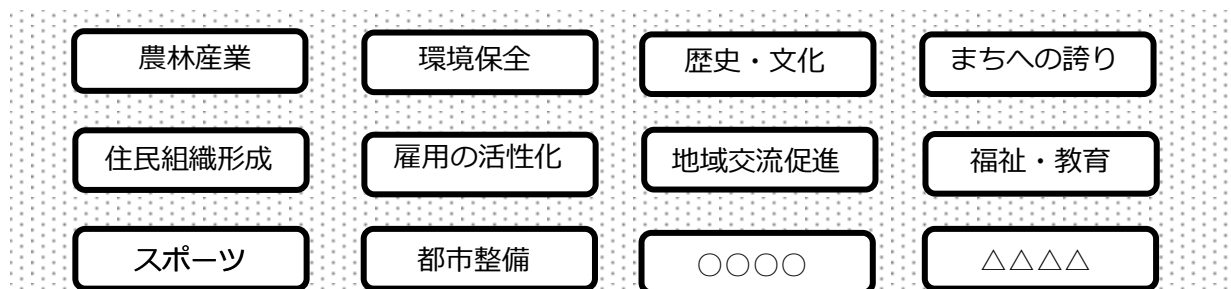 農林産業 環境保全 歴史・文化 まちへの誇り
住民組織形成 雇用の活性化 地域交流促進 福祉・教育
スポーツ 都市整備 ○○○○ △△△△